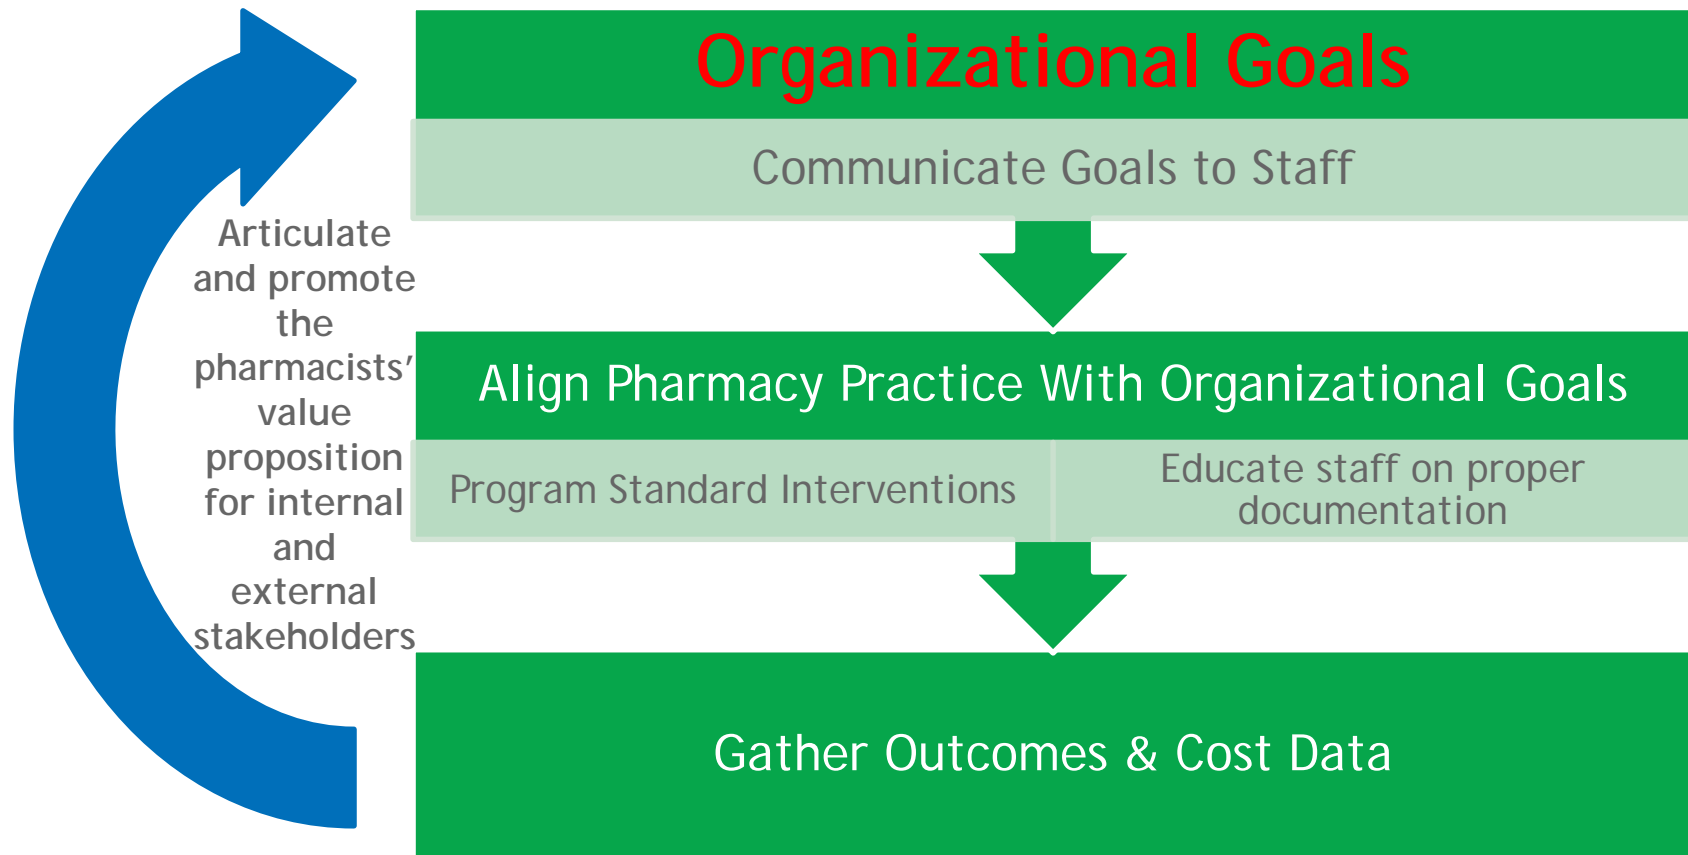 Organizational Goals
Communicate Goals to Staff
Articulate
and promote
the
pharmacists’
value
proposition
for internal
and
external
stakeholders
Align Pharmacy Practice With Organizational Goals
Program Standard Interventions
Educate staff on proper
documentation
Gather Outcomes & Cost Data